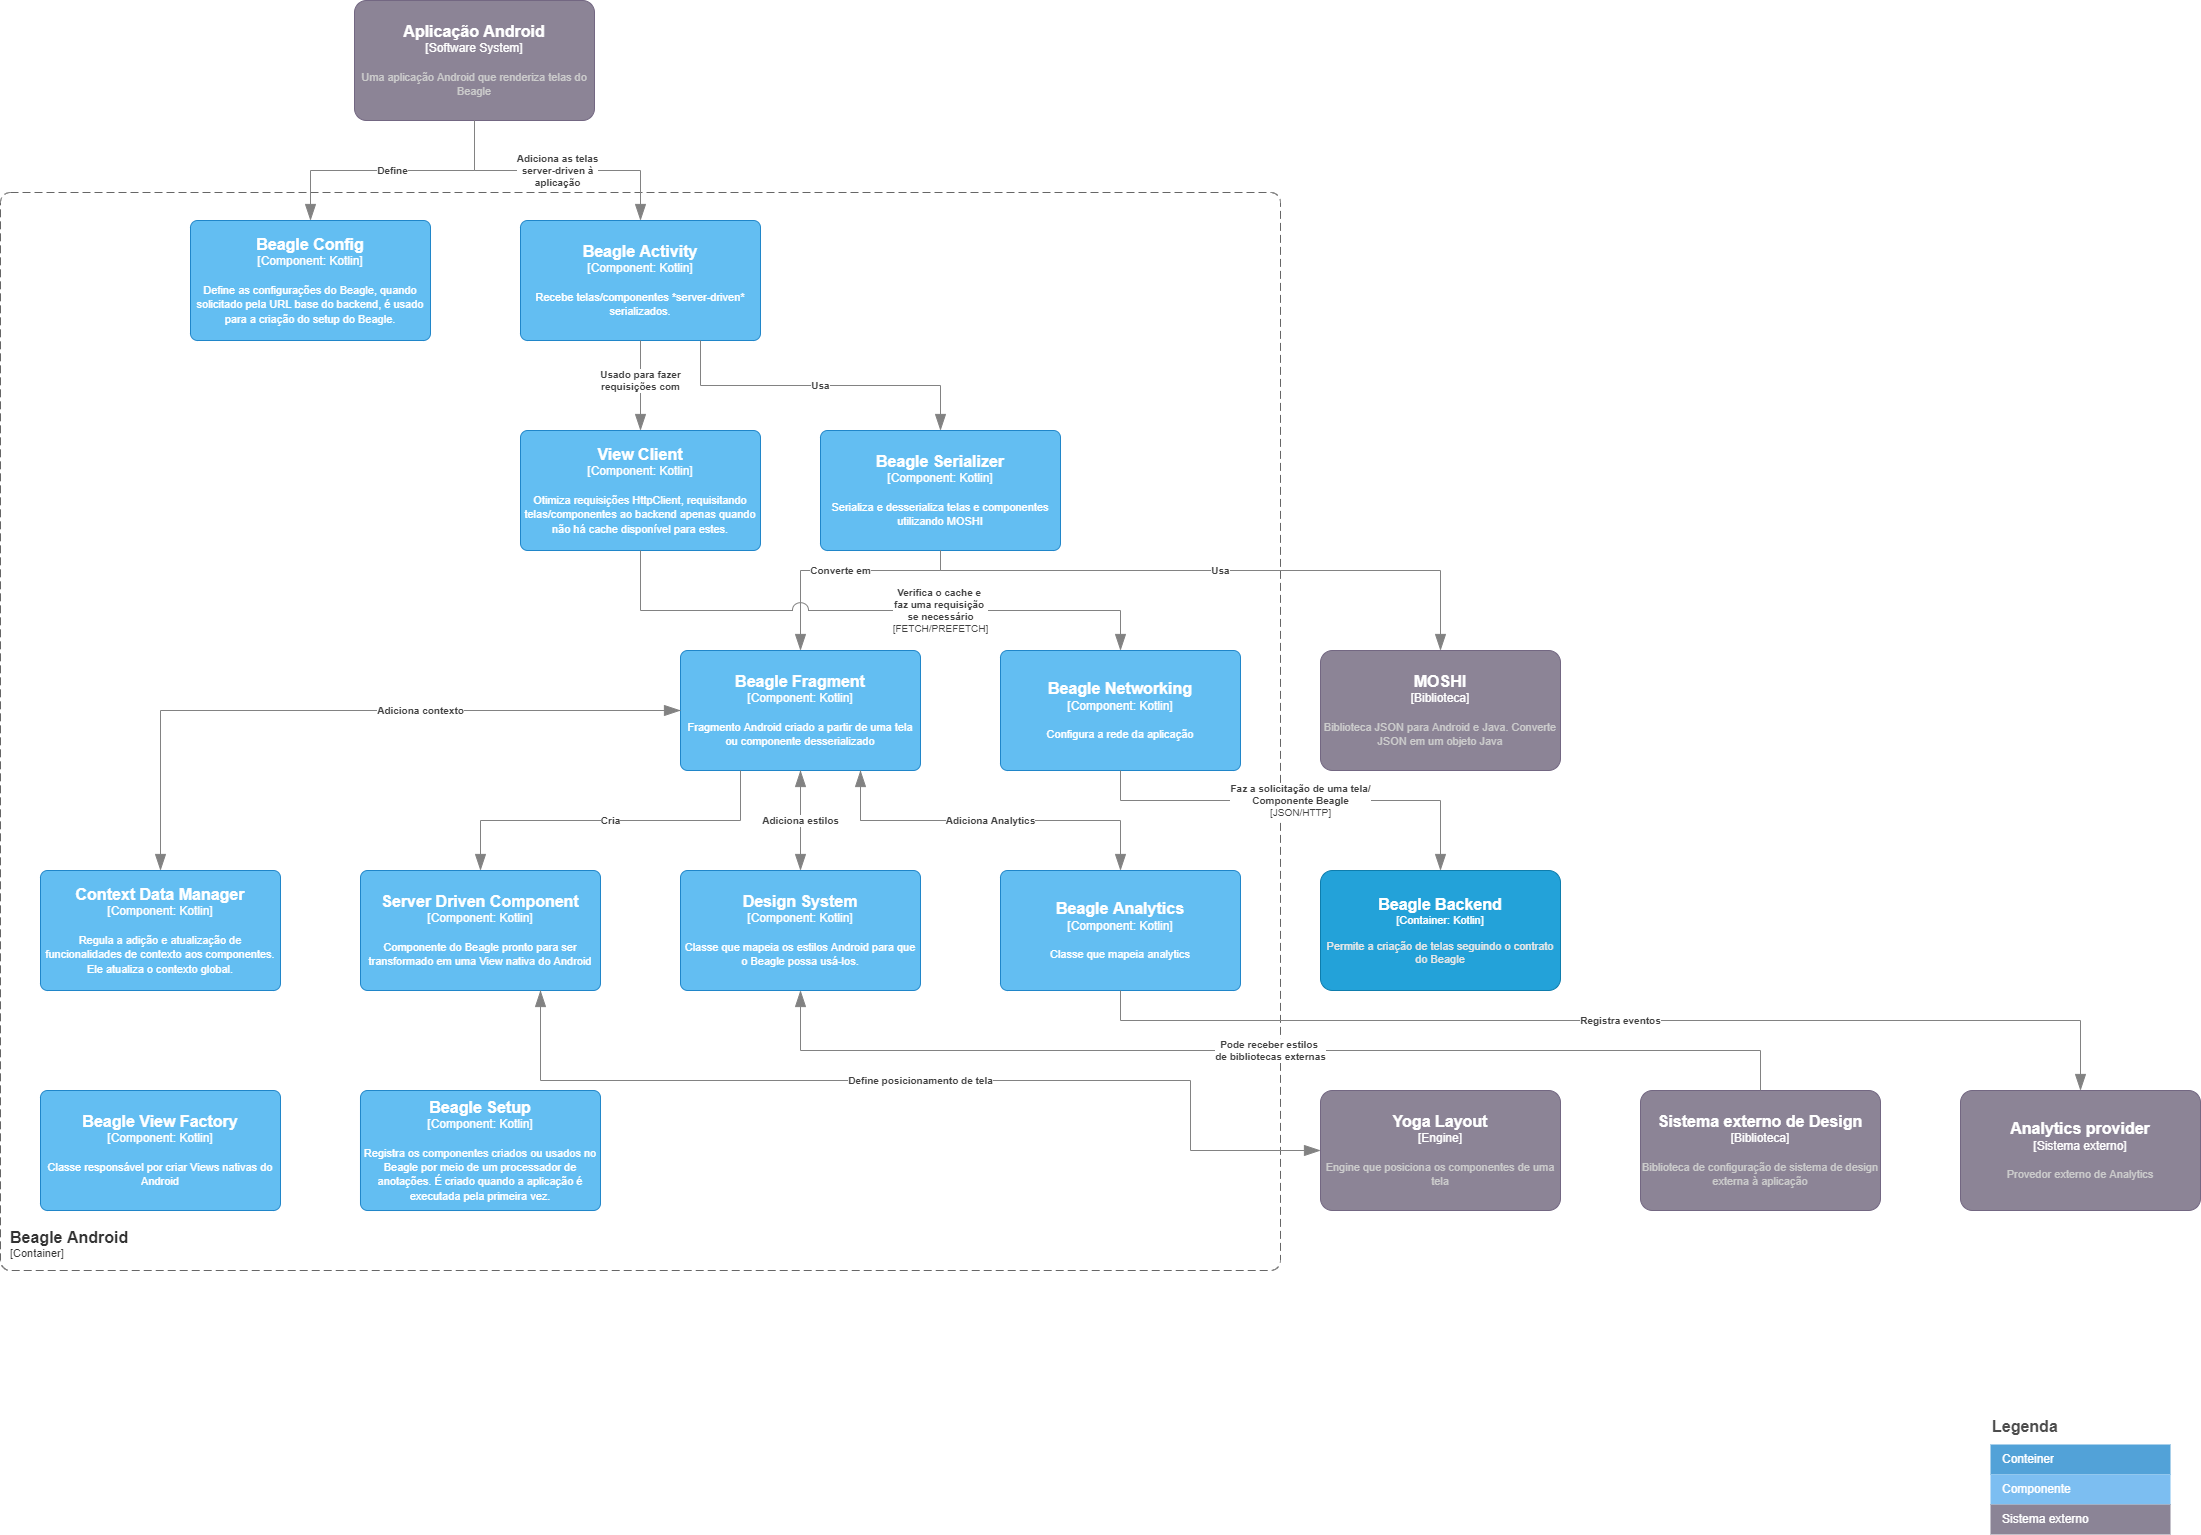 Aplicação Android
[Software System]
Uma aplicação Android que renderiza telas do
Beagle
Define
Adiciona as telas
server-driven à
aplicação
Beagle Config
[Component: Kotlin]
Define as configurações do Beagle, quando
solicitado pela URL base do backend, é usado
para a criação do setup do Beagle.
Beagle Activity
[Component: Kotlin]
Recebe telas/componentes *server-driven*
serializados.
Usado para fazer
requisições com
Usa
View Client
[Component: Kotlin]
Otimiza requisições HttpClient, requisitando
telas/componentes ao backend apenas quando
não há cache disponível para estes.
Beagle Serializer
[Component: Kotlin]
Serializa e desserializa telas e componentes
utilizando MOSHI
Converte em
Usa
Verifica o cache e
faz uma requisição
se necessário
[FETCH/PREFETCH]
Beagle Fragment
[Component: Kotlin]
Fragmento Android criado a partir de uma tela
ou componente desserializado
Beagle Networking
[Component: Kotlin]
Configura a rede da aplicação
MOSHI
[Biblioteca]
Biblioteca JSON para Android e Java. Converte
JSON em um objeto Java
Adiciona contexto
Faz a solicitação de uma tela/
Componente Beagle
[JSON/HTTP]
Cria
Adiciona estilos
Adiciona Analytics
Context Data Manager
[Component: Kotlin]
Regula a adição e atualização de
funcionalidades de contexto aos componentes.
Ele atualiza o contexto global.
Server Driven Component
[Component: Kotlin]
Componente do Beagle pronto para ser
transformado em uma View nativa do Android
Design System
[Component: Kotlin]
Classe que mapeia os estilos Android para que
o Beagle possa usá-los.
Beagle Analytics
[Component: Kotlin]
Classe que mapeia analytics
Beagle Backend
[Container: Kotlin]
Permite a criação de telas seguindo o contrato
do Beagle
Registra eventos
Pode receber estilos
de bibliotecas externas
Define posicionamento de tela
Beagle View Factory
[Component: Kotlin]
Classe responsável por criar Views nativas do
Android
Beagle Setup
[Component: Kotlin]
Registra os componentes criados ou usados no
Beagle por meio de um processador de
anotações. É criado quando a aplicação é
executada pela primeira vez.
Yoga Layout
[Engine]
Engine que posiciona os componentes de uma
tela
Sistema externo de Design
[Biblioteca]
Biblioteca de configuração de sistema de design
externa à aplicação
Analytics provider
[Sistema externo]
Provedor externo de Analytics
Beagle Android
[Container]
Legenda
Conteiner
Componente
Sistema externo